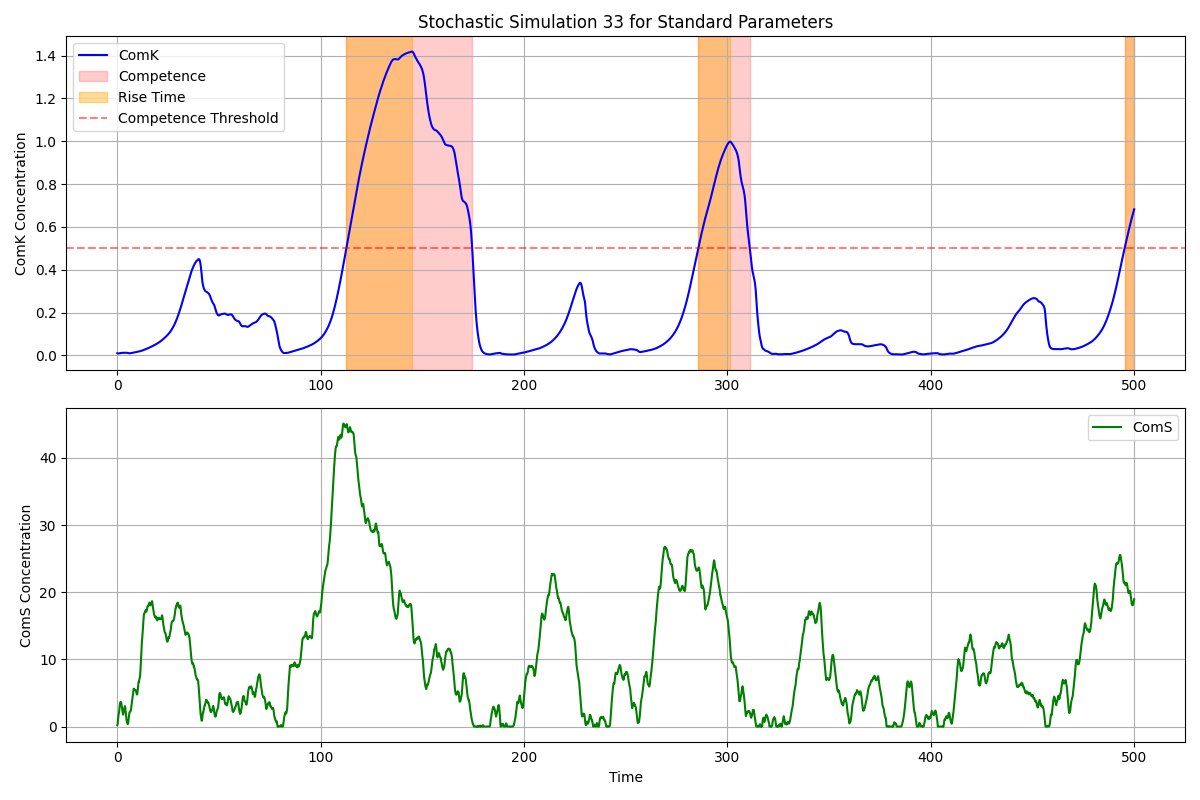 Stochastic Simulation 33 for Standard Parameters
ComK Concentration
1.4
1.2
1.0
0.8
0.6
0.4
0.2
0.0
ComK
Competence
Rise Time
Competence Threshold
0 100 200 300 400 500
ComS Concentration
40
30
20
10
0
ComS
0 100 200 300 400 500
Time